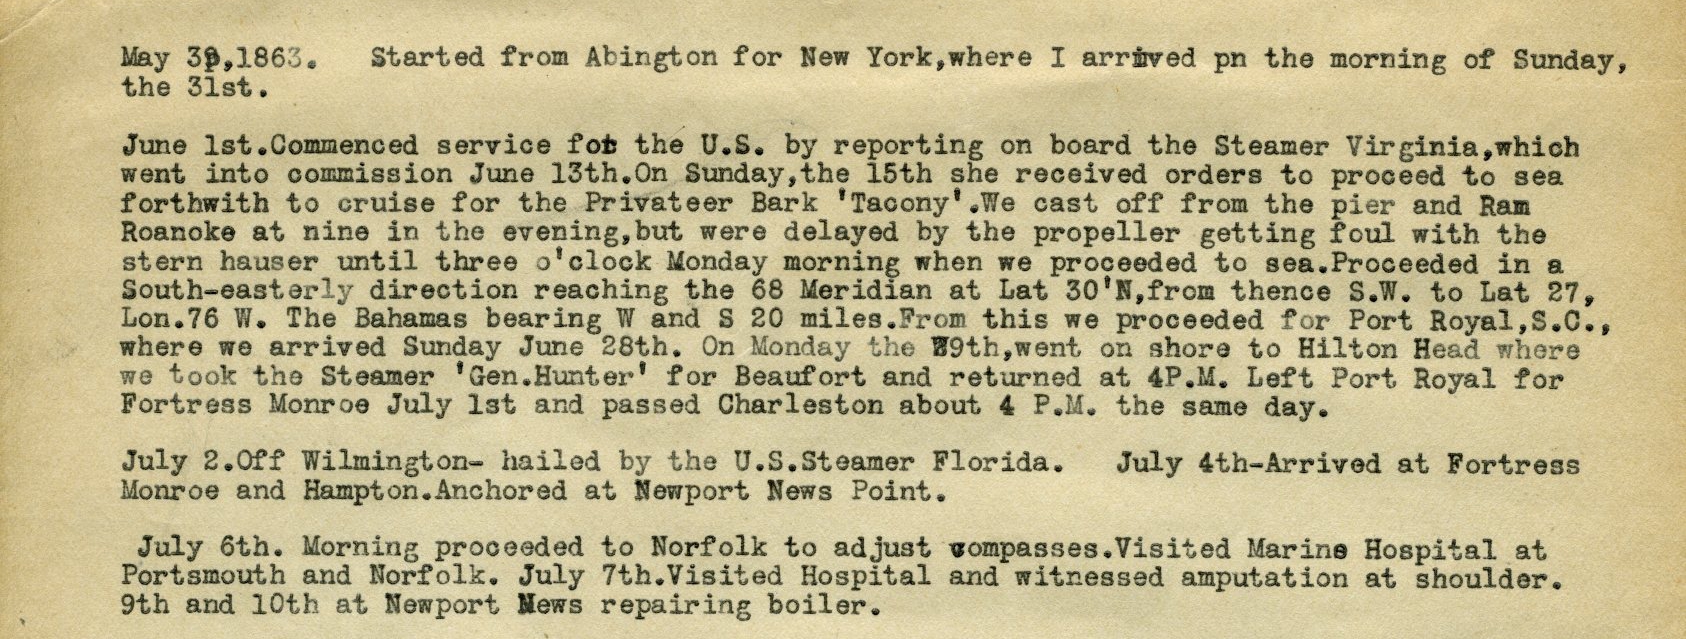 May 30,1863.   Started from Abington for New York,where I arrived pn the morning of Sunday,
the 31st.
June 1st.Commenced service fot the U.S. by reporting on board the Steamer Virginia,which
went into commission June 13th.On Sunday,the 15th she received orders to proceed to sea
forthwith to cruise for the Privateer Bark 'Tacony'.We cast off from the pier and Ram
Roanoke at nine in the evening,but were delayed by the propeller getting foul with the
stern hauser until three o'clock Monday morning when we proceeded to sea.Proceeded in a
South-easterly direction reaching the 68 Meridian at Lat 30'N,from thence S.W. to Lat 27,
Lon.76 W. The Bahamas bearing W and S 20 miles.From this we proceeded for Port Royal,S.C.,
where we arrived Sunday June 28th. On Monday the 29th,went on shore to Hilton Head where
we took the Steamer 'Gen.Hunter' for Beaufort and returned at 4P.M. Left Port Royal for
Fortress Monroe July 1st and passed Charleston about 4 P.M. the same day.
July 2.Off Wilmington- hailed by the U.S.Steamer Florida.   July 4th-Arrived at Fortress
Monroe and Hampton.Anchored at Newport News Point.
July 6th. Morning proceeded to Norfolk to adjust compasses.Visited Marine Hospital at
Portsmouth and Norfolk. July 7th.Visited Hospital and witnessed amputation at shoulder.
9th and 10th at Newport News repairing boiler.